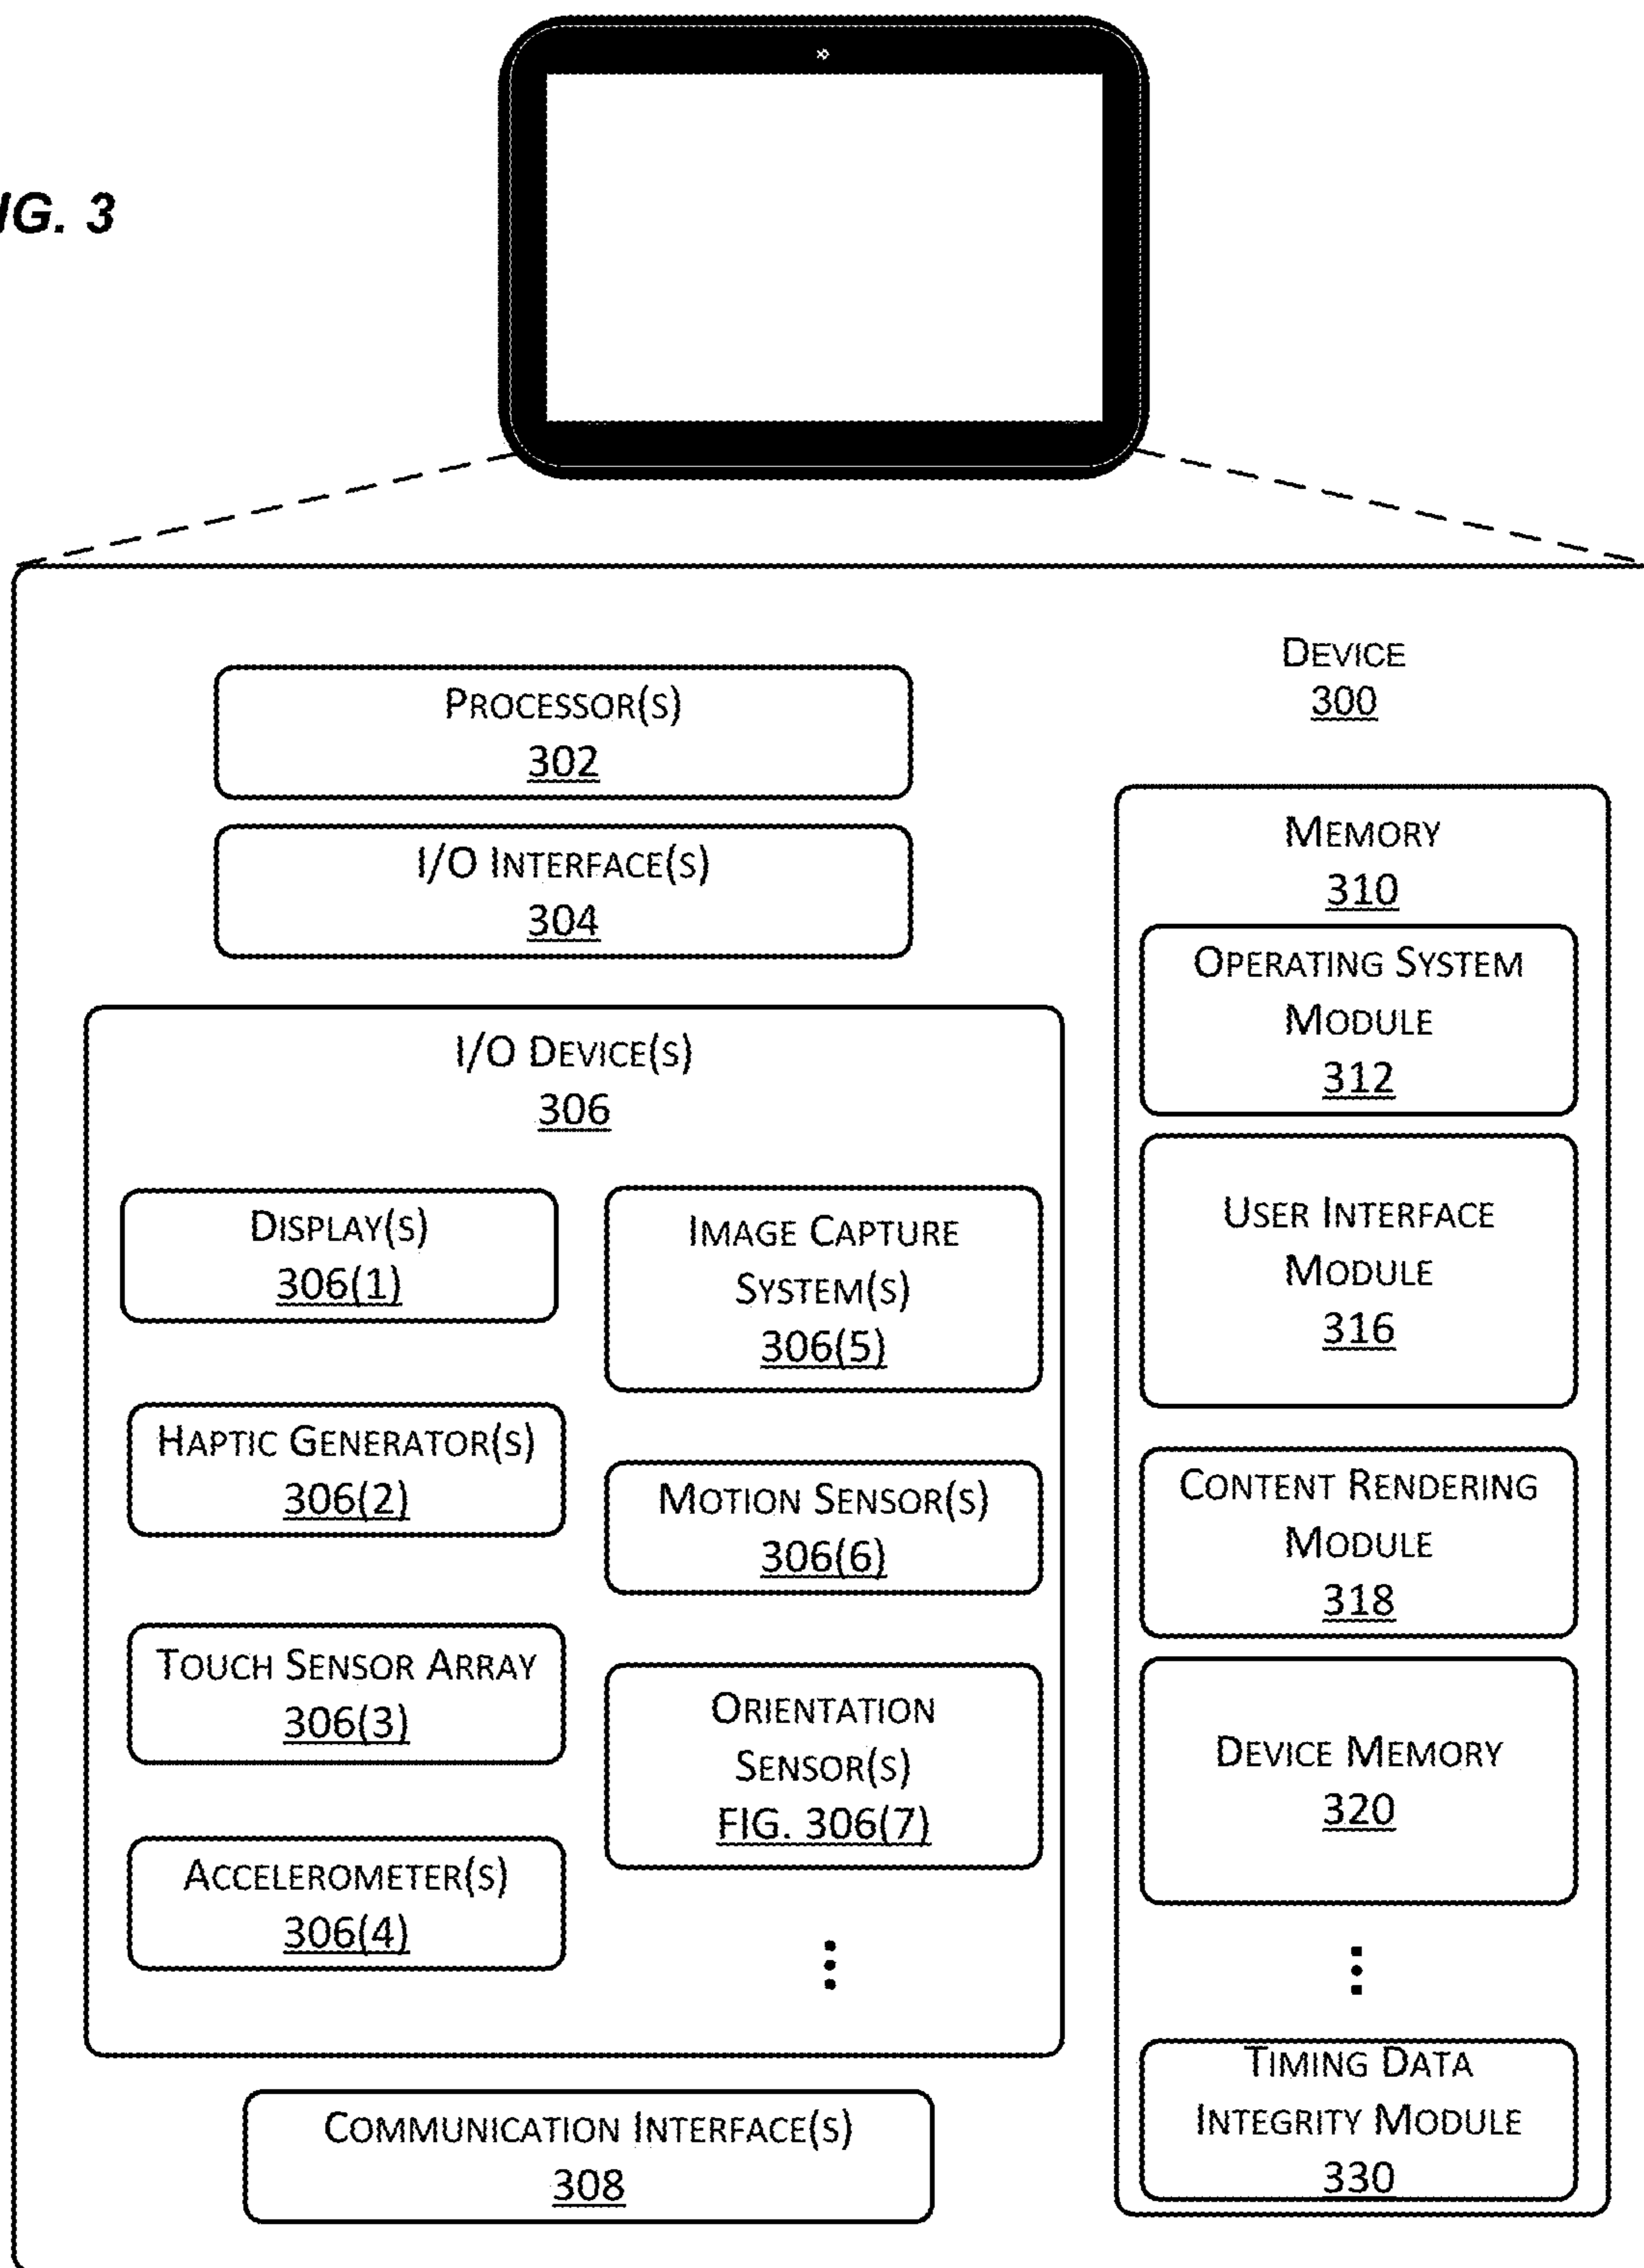 IG. 3
DEVICE
300
PROCESSOR(S)
302
I/O INTERFACE(S)
304
I/O DEVICE(S)
306
DISPLAY(S)
306(1)
HAPTIC GENERATOR(S)
306(2)
TOUCH SENSOR ARRAY
306(3)
ACCELEROMETER(S)
306(4)
IMAGE CAPTURE
SYSTEM(S)
306(5)
MOTION SENSOR(S)
306(6)
ORIENTATION
SENSOR(S)
FIG. 306(7)
COMMUNICATION INTERFACE(S)
308
MEMORY
310
OPERATING SYSTEM
MODULE
312
USER INTERFACE
MODULE
316
CONTENT RENDERING
MODULE
318
DEVICE MEMORY
320
TIMING DATA
INTEGRITY MODULE
330